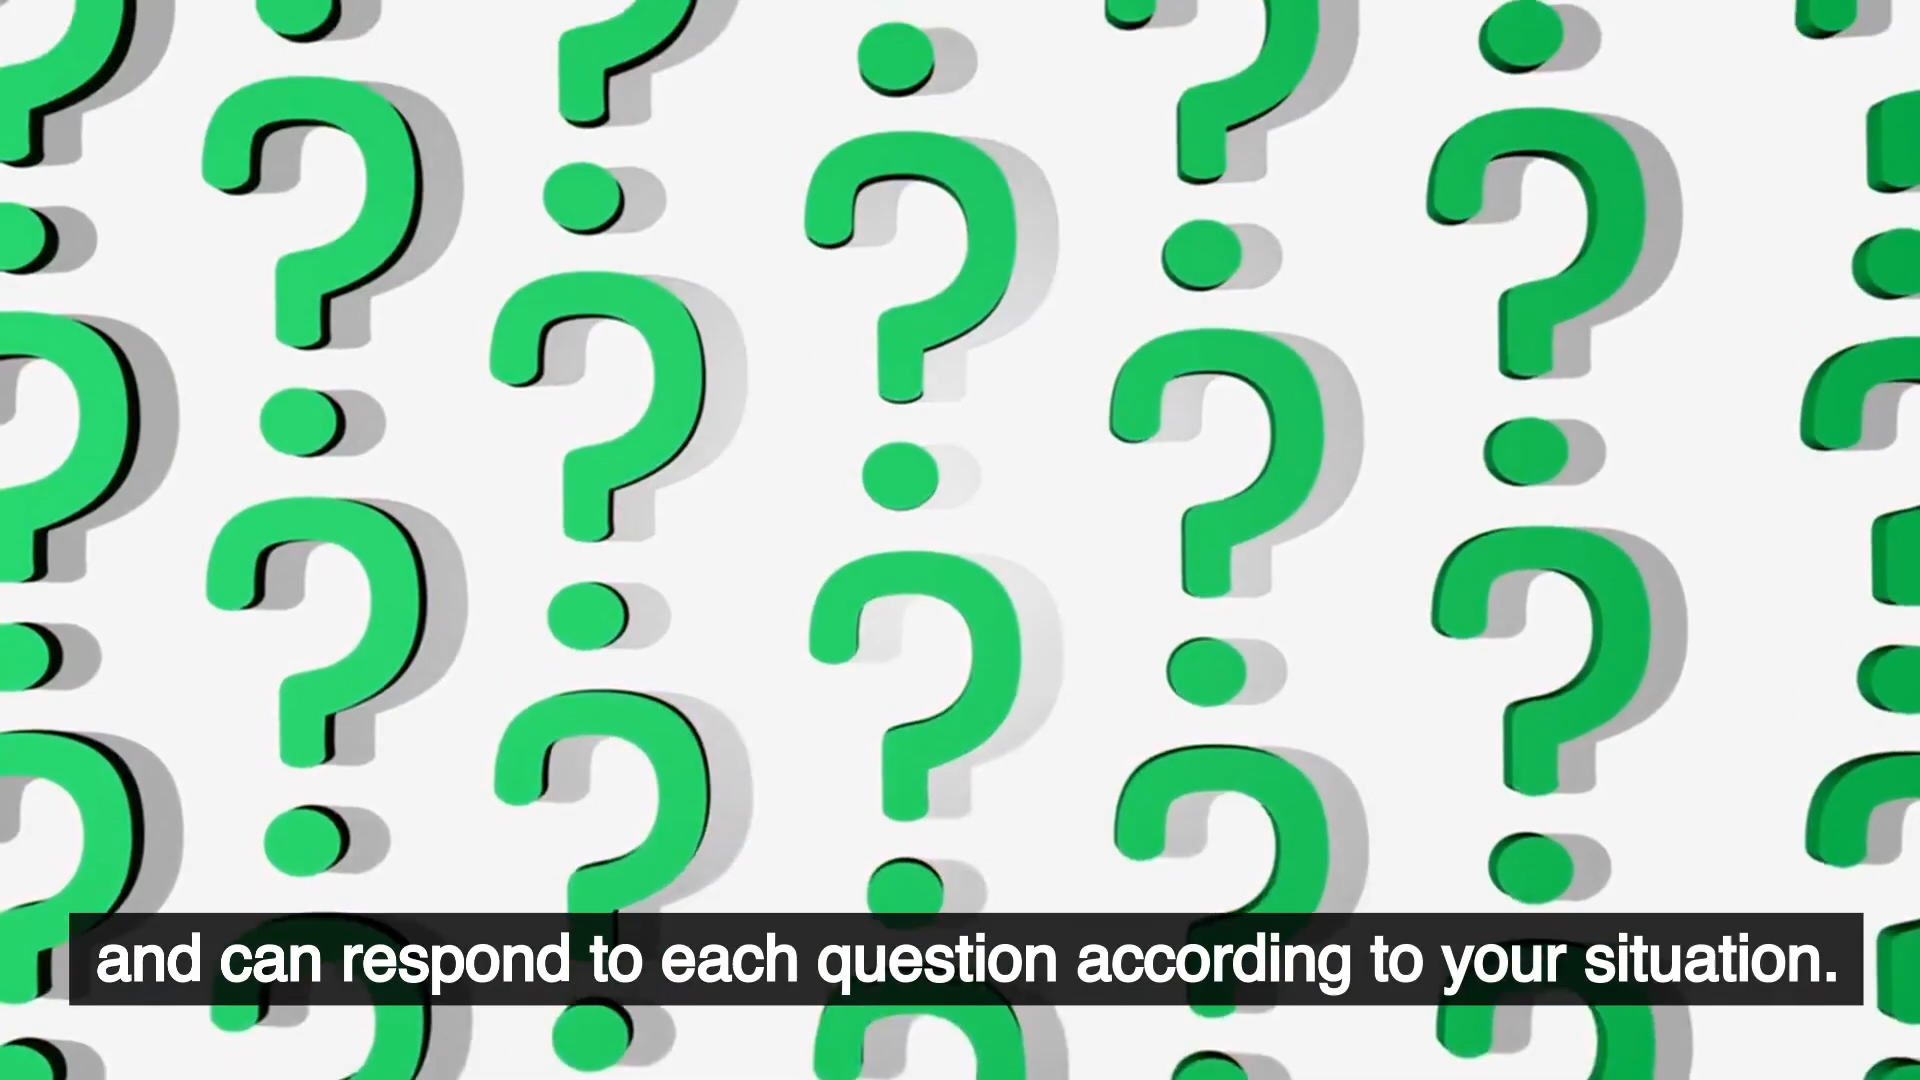 and can respond to each question according to your situation.